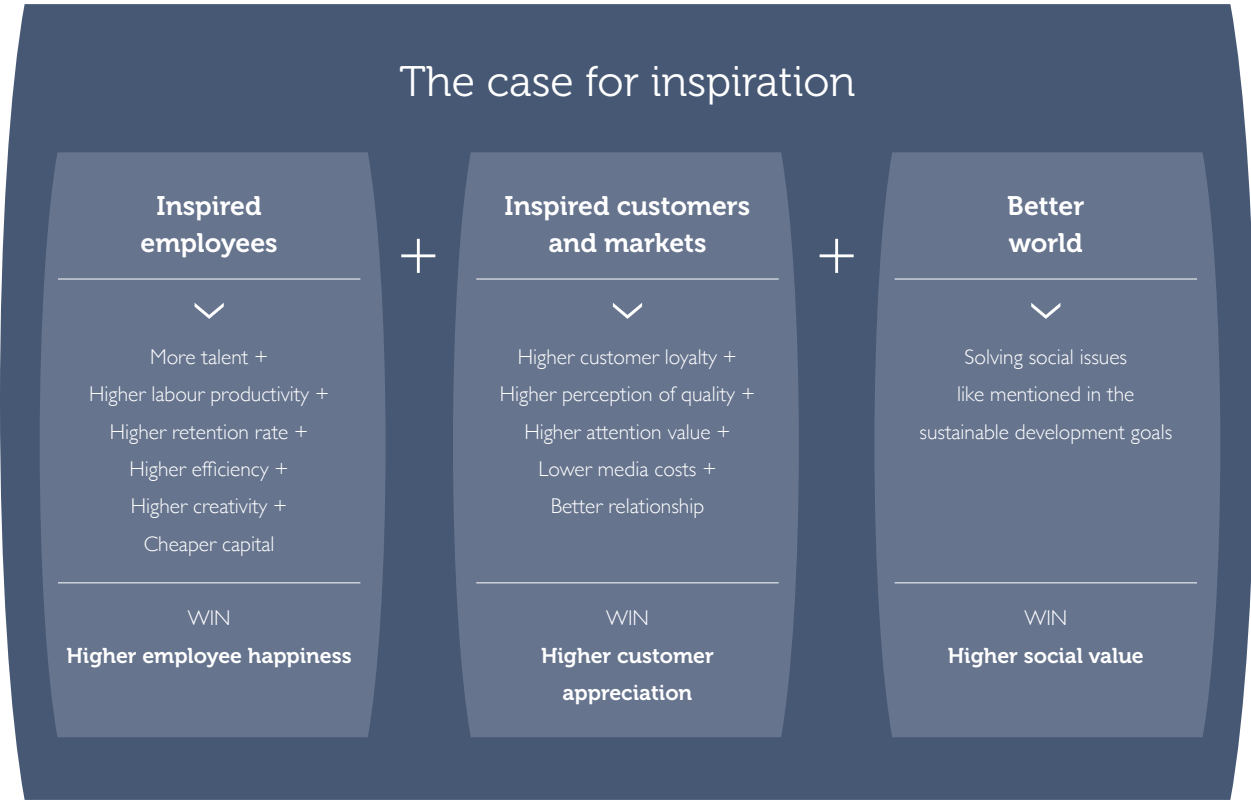 The case for inspiration
Inspired
employees
More talent +
Higher labour productivity +
Higher retention rate +
Higher efficiency +
Higher creativity +
Cheaper capital
WIN
Higher employee happiness
+
Inspired customers
and markets
Higher customer loyalty +
Higher perception of quality +
Higher attention value +
Lower media costs +
Better relationship
WIN
Higher customer
appreciation
+
Better
world
Solving social issues
like mentioned in the
sustainable development goals
WIN
Higher social value